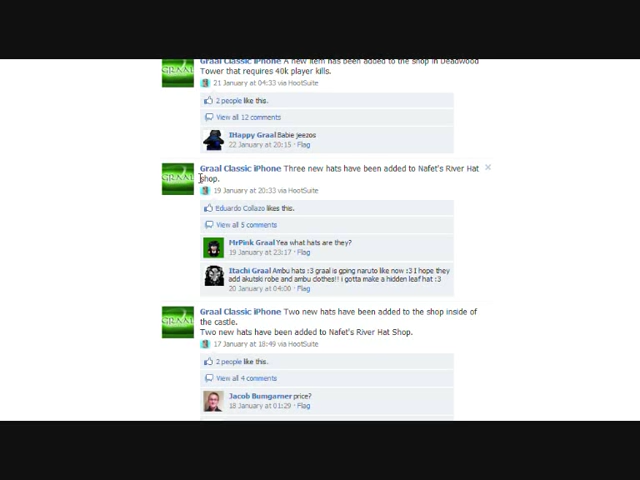 Graal Classic iPhone A new item has been added to the shop in Deadwood
Tower that requires 40k player kills.
GRAAL
21 January at 04:33 via HootSuite
2 people like this.
View all 12 comments
IHappy Graal Babie jeezos
22 January at 20:15 · Flag
Graal Classic iPhone Three new hats have been added to Nafet's River Hat
shop.
GRAAL
19 January at 20:33 via HootSuite
Eduardo Collazo likes this.
View all 5 comments
MrPink Graal Yea what hats are they?
19 January at 23:17 · Flag
Itachi Graal Ambu hats :3 graal is gping naruto like now :3 I hope they
add akutski robe and ambu clothes!! i gotta make a hidden leaf hat :3
20 January at 04:00 · Flag
Graal Classic iPhone Two new hats have been added to the shop inside of
the castle.
GRAAL
Two new hats have been added to Nafet's River Hat Shop.
17 January at 18:49 via HootSuite
2 people like this.
View all 4 comments
Jacob Bumgarner price?
18 January at 01:29 · Flag